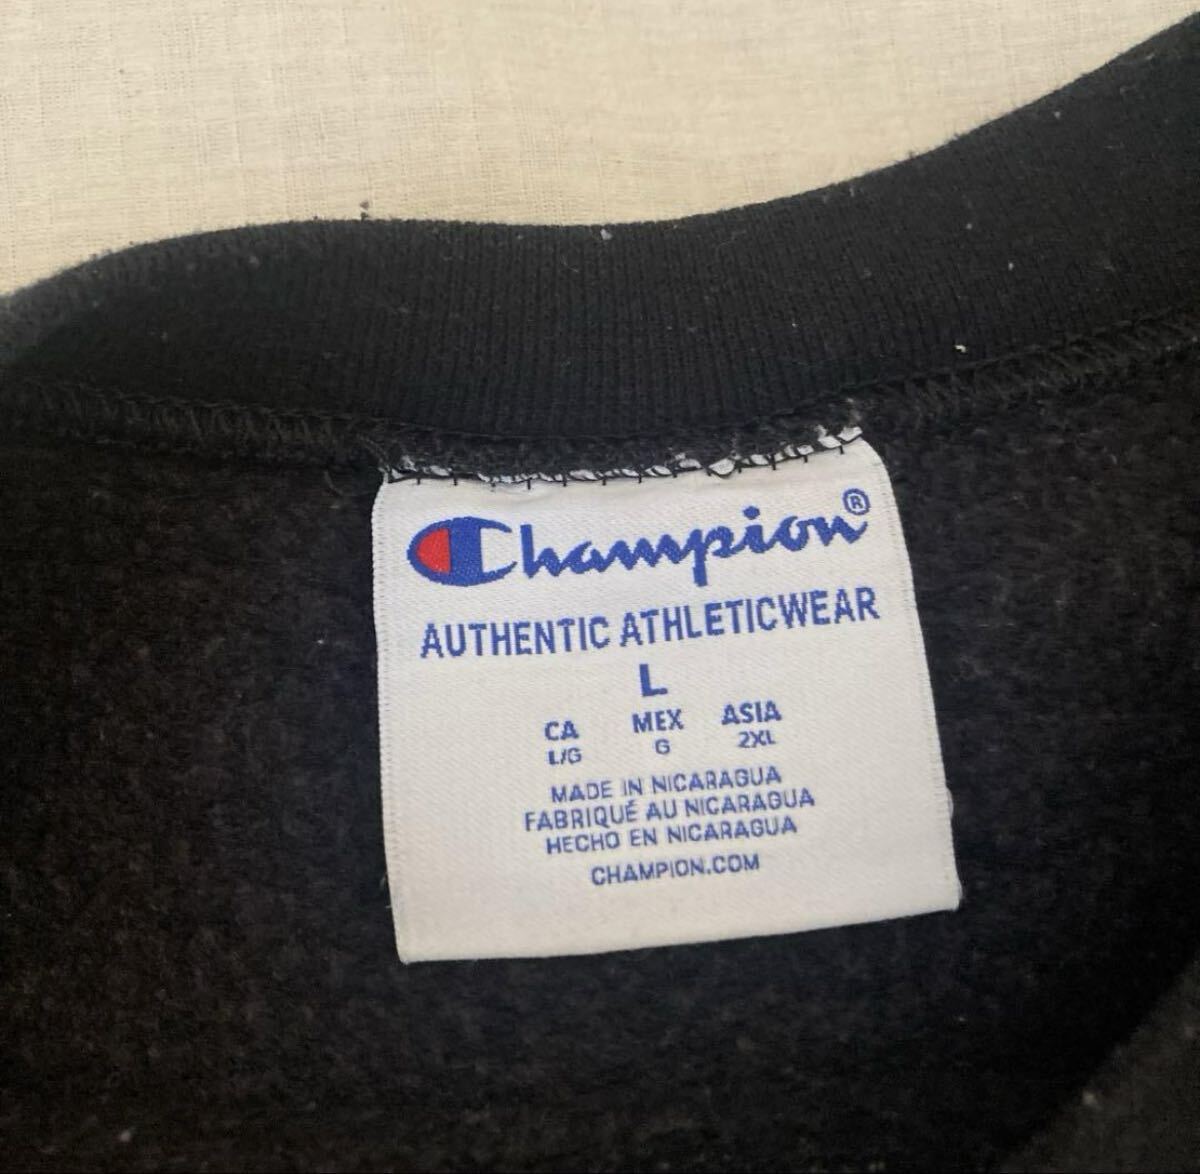 Champion®
AUTHENTIC ATHLETICWEAR
L
CA MEX ASIA
L/G G 2XL
MADE IN NICARAGUA
FABRIQUÉ AU NICARAGUA
HECHO EN NICARAGUA
CHAMPION.COM